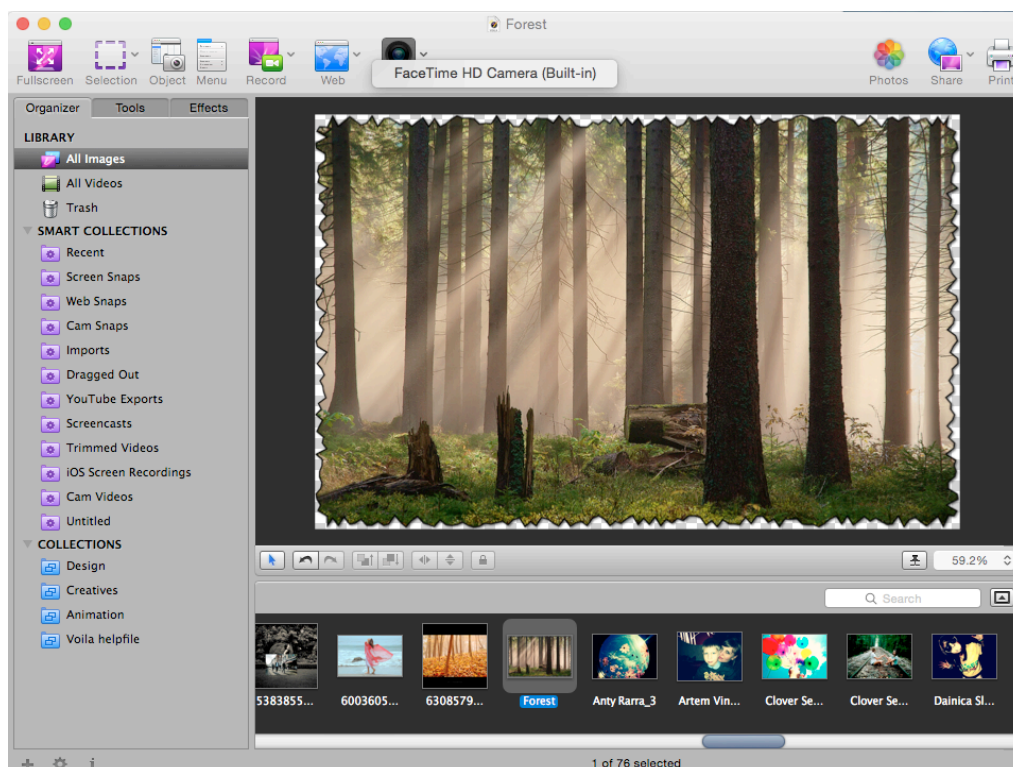 Forest
Fullscreen
Selection
Object
Menu
Record
Web
FaceTime HD Camera (Built-in)
Photos
Share
Print
Organizer
Tools
Effects
LIBRARY
All Images
All Videos
Trash
SMART COLLECTIONS
Recent
Screen Snaps
Web Snaps
Cam Snaps
Imports
Dragged Out
YouTube Exports
Screencasts
Trimmed Videos
iOS Screen Recordings
Cam Videos
Untitled
COLLECTIONS
Design
Creatives
Animation
Voila helpfile
59.2%
Search
5383855...
6003605...
6308579...
Forest
Anty Rarra_3
Artem Vin...
Clover Se...
Clover Se...
Dainica Sl...
1 of 76 selected